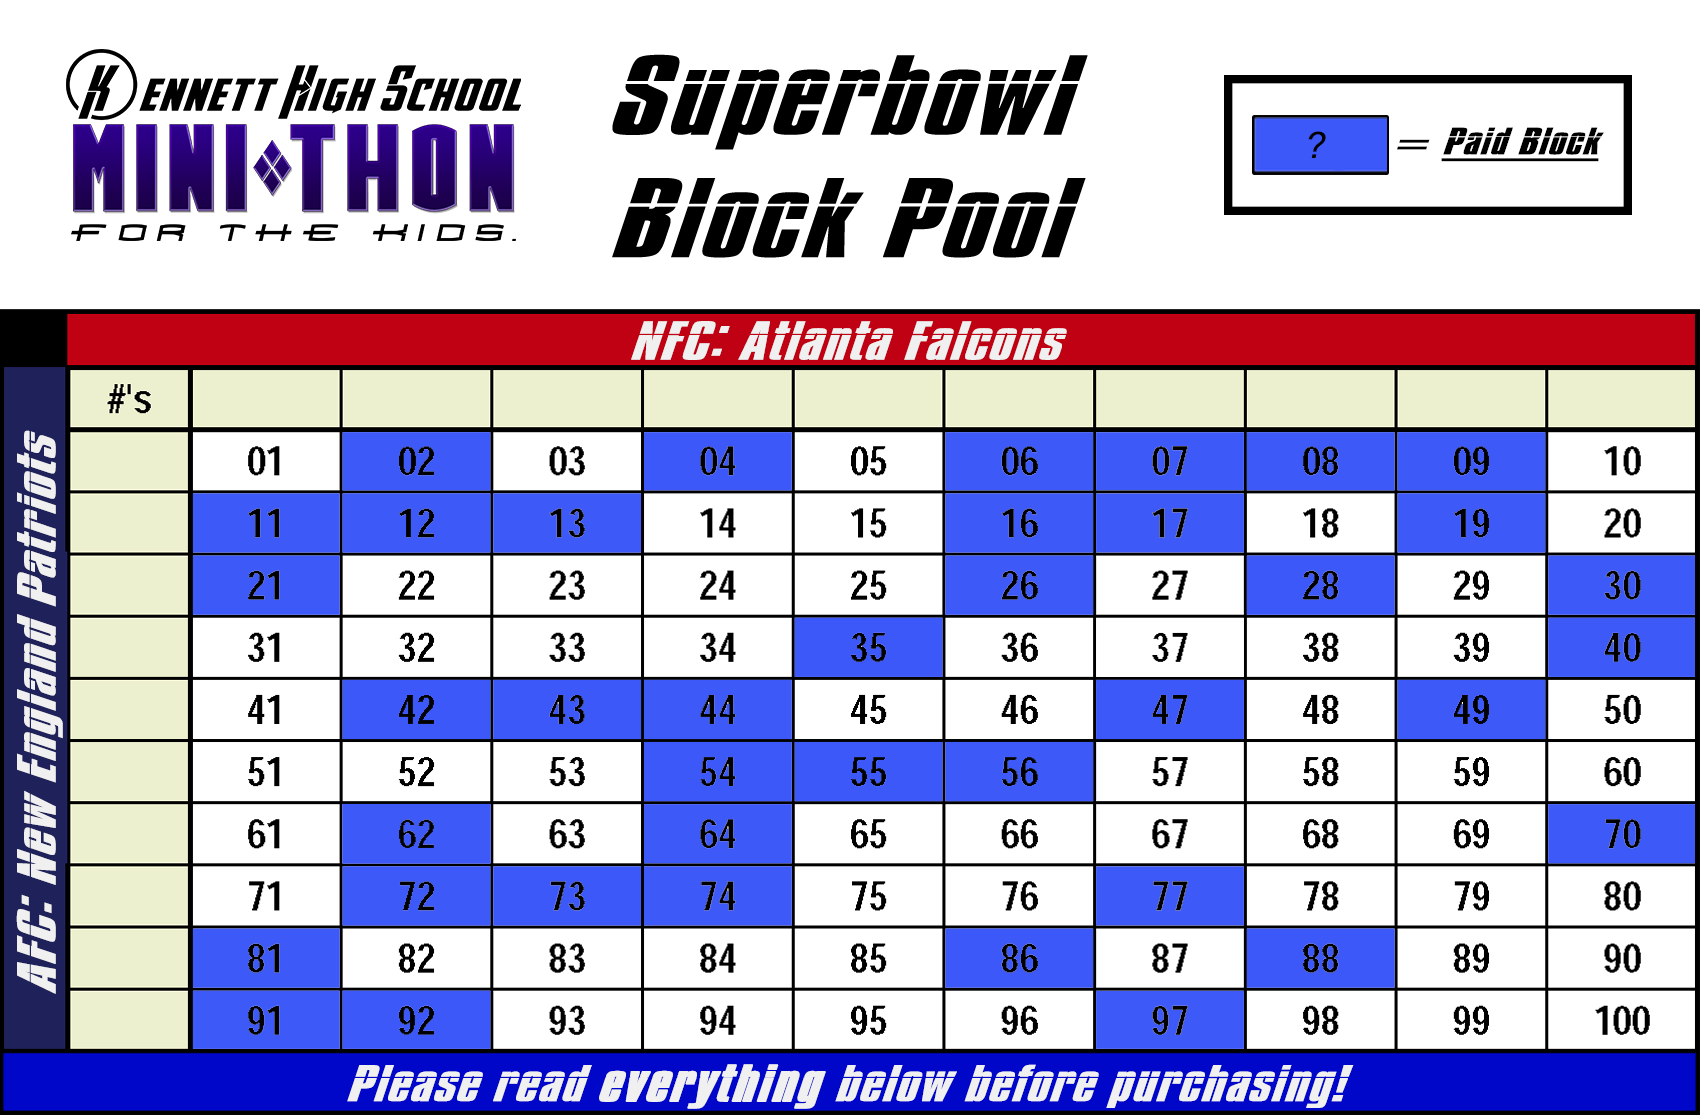 KENNETT HIGH SCHOOL
MINI THON
FOR THE KIDS.
Superbowl
Block Pool
? = Paid Block
NFC: Atlanta Falcons
AFC: New England Patriots
#'s
01 02 03 04 05 06 07 08 09 10
11 12 13 14 15 16 17 18 19 20
21 22 23 24 25 26 27 28 29 30
31 32 33 34 35 36 37 38 39 40
41 42 43 44 45 46 47 48 49 50
51 52 53 54 55 56 57 58 59 60
61 62 63 64 65 66 67 68 69 70
71 72 73 74 75 76 77 78 79 80
81 82 83 84 85 86 87 88 89 90
91 92 93 94 95 96 97 98 99 100
Please read everything below before purchasing!